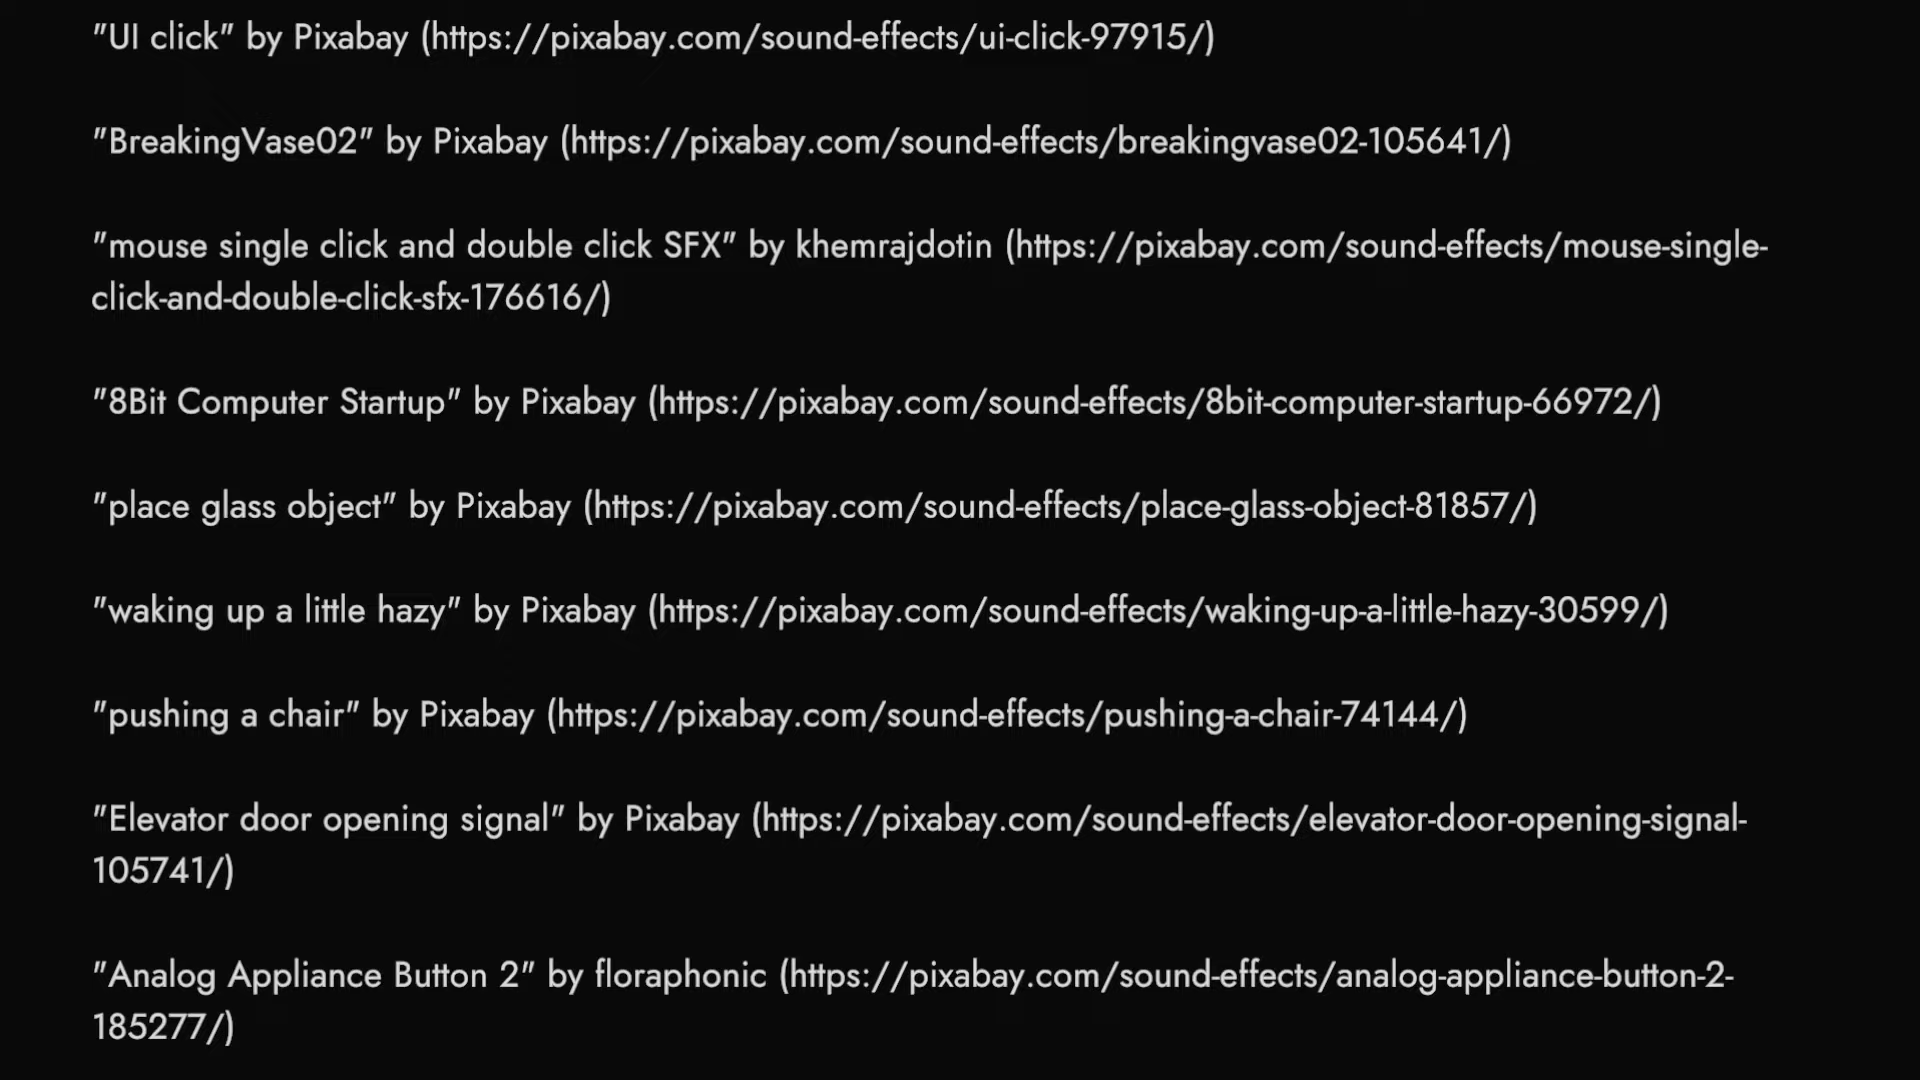 "UI click" by Pixabay (https://pixabay.com/sound-effects/ui-click-97915/)
"BreakingVase02" by Pixabay (https://pixabay.com/sound-effects/breakingvase02-105641/)
"mouse single click and double click SFX" by khemrajdotin (https://pixabay.com/sound-effects/mouse-single-
click-and-double-click-sfx-176616/)
"8Bit Computer Startup" by Pixabay (https://pixabay.com/sound-effects/8bit-computer-startup-66972/)
"place glass object" by Pixabay (https://pixabay.com/sound-effects/place-glass-object-81857/)
"waking up a little hazy" by Pixabay (https://pixabay.com/sound-effects/waking-up-a-little-hazy-30599/)
"pushing a chair" by Pixabay (https://pixabay.com/sound-effects/pushing-a-chair-74144/)
"Elevator door opening signal" by Pixabay (https://pixabay.com/sound-effects/elevator-door-opening-signal-
105741/)
"Analog Appliance Button 2" by floraphonic (https://pixabay.com/sound-effects/analog-appliance-button-2-
185277/)